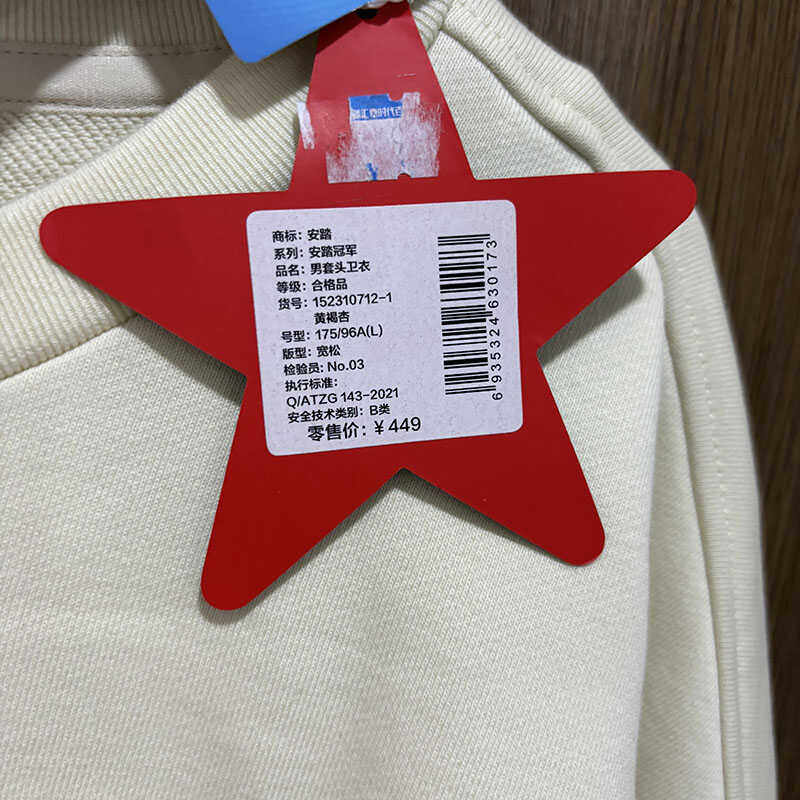 商标: 安踏
系列: 安踏冠军
品名: 男套头卫衣
等级: 合格品
货号: 152310712-1
黄褐杏
号型: 175/96A(L)
版型: 宽松
检验员: No.03
执行标准:
Q/ATZG 143-2021
安全技术类别: B类
零售价: ¥449
6935324630173